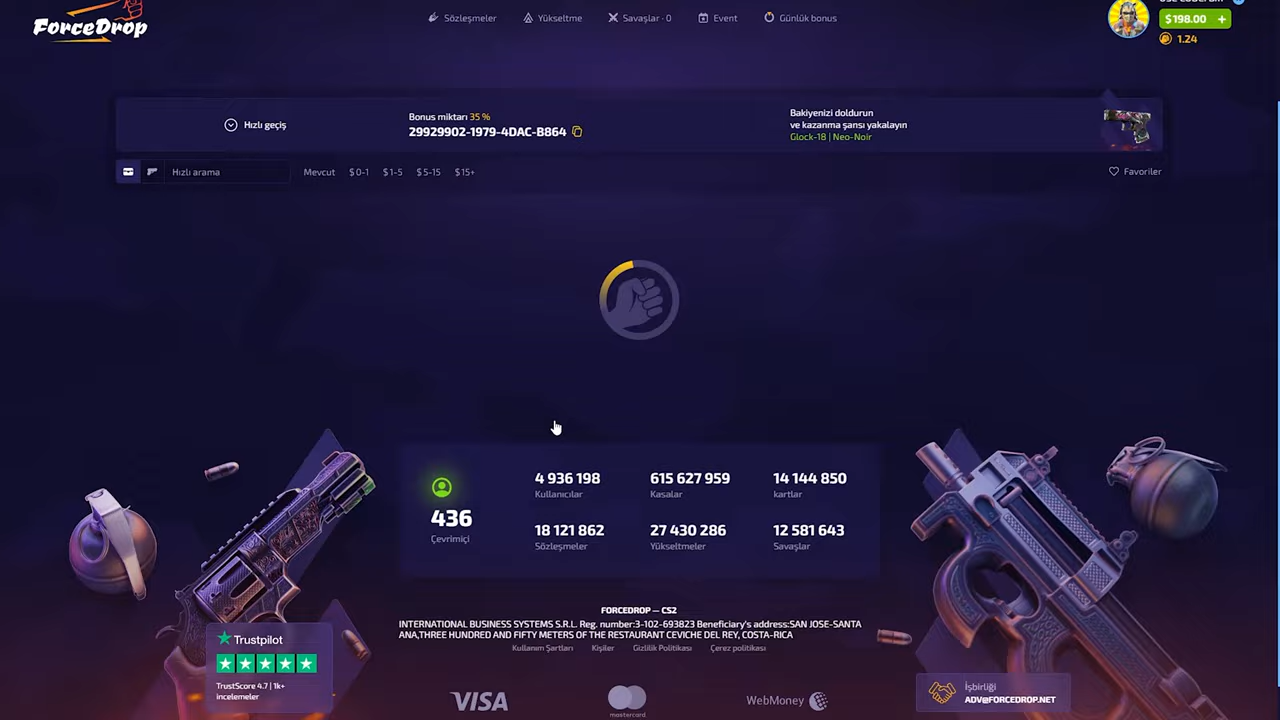 ForceDrop
Sözleşmeler
Yükseltme
Savaşlar · 0
Event
Günlük bonus
$198.00 +
1.24
Hızlı geçiş
Bonus miktarı 35 %
29929902-1979-4DAC-B864
Bakiyenizi doldurun
ve kazanma şansı yakalayın
Glock-18 | Neo-Noir
Hızlı arama
Mevcut
$ 0-1
$ 1-5
$ 5-15
$ 15+
Favoriler
436
Çevrimiçi
4 936 198
Kullanıcılar
615 627 959
Kasalar
14 144 850
kartlar
18 121 862
Sözleşmeler
27 430 286
Yükseltmeler
12 581 643
Savaşlar
FORCEDROP — CS2
INTERNATIONAL BUSINESS SYSTEMS S.R.L. Reg. number:3-102-693823 Beneficiary's address:SAN JOSE-SANTA
ANA,THREE HUNDRED AND FIFTY METERS OF THE RESTAURANT CEVICHE DEL REY, COSTA-RICA
Kullanım Şartları
Kişiler
Gizlilik Politikası
Çerez politikası
Trustpilot
TrustScore 4.7 | 1k+
incelemeler
VISA
mastercard
WebMoney
İşbirliği
ADV@FORCEDROP.NET